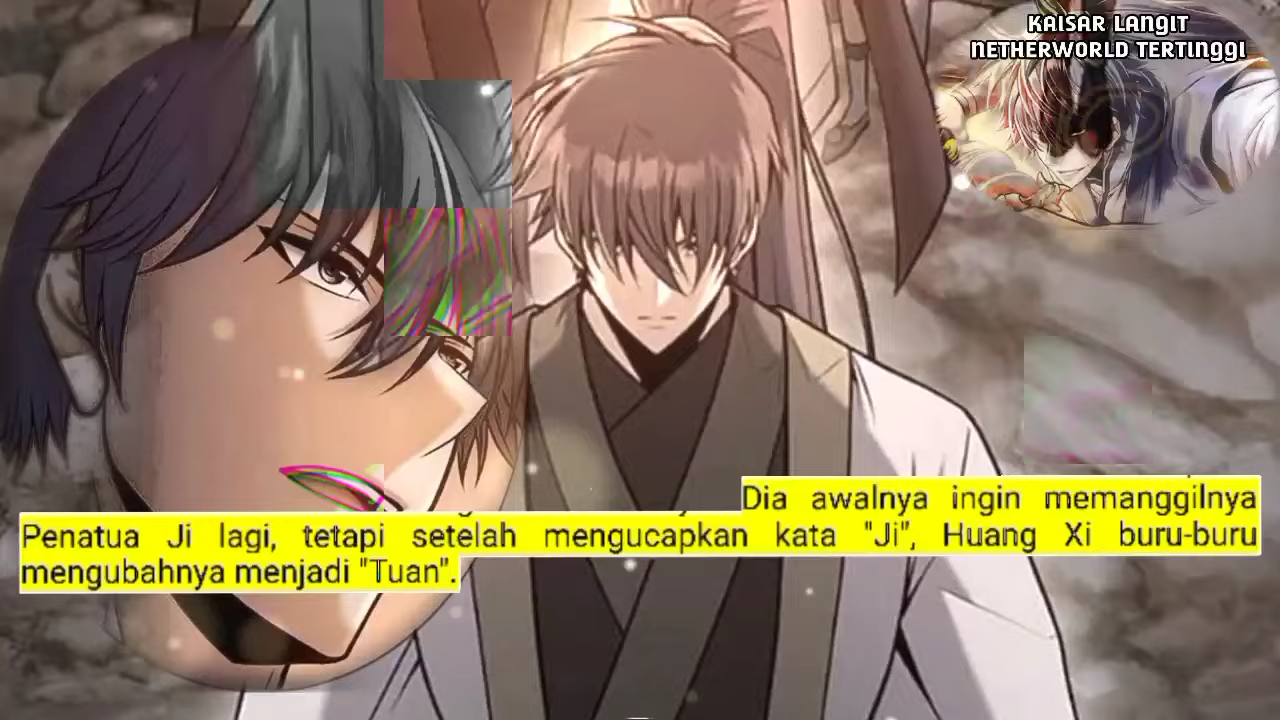 KAISAR LANGIT
NETHERWORLD TERTINGGI
Dia awalnya ingin memanggilnya
Penatua Ji lagi, tetapi setelah mengucapkan kata "Ji", Huang Xi buru-buru
mengubahnya menjadi "Tuan".